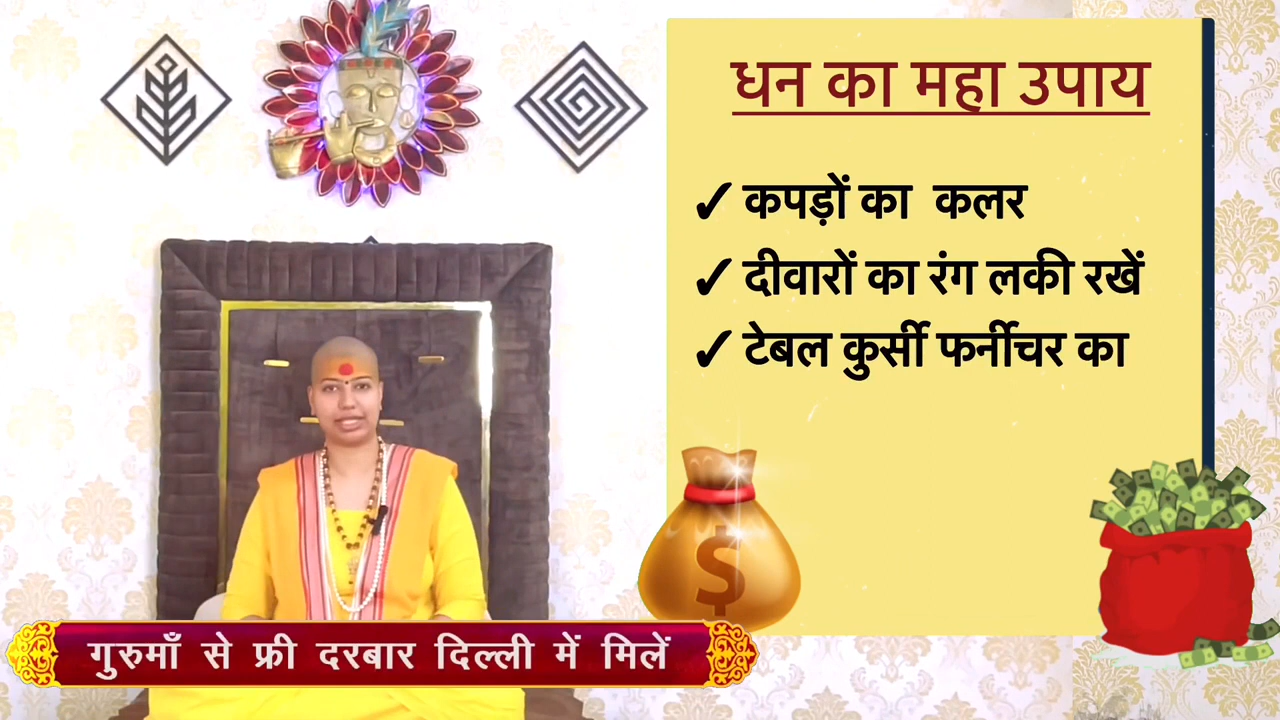 धन का महा उपाय
✓ कपड़ों का कलर
✓ दीवारों का रंग लकी रखें
✓ टेबल कुर्सी फर्नीचर का
$
गुरुमाँ से फ्री दरबार दिल्ली में मिलें